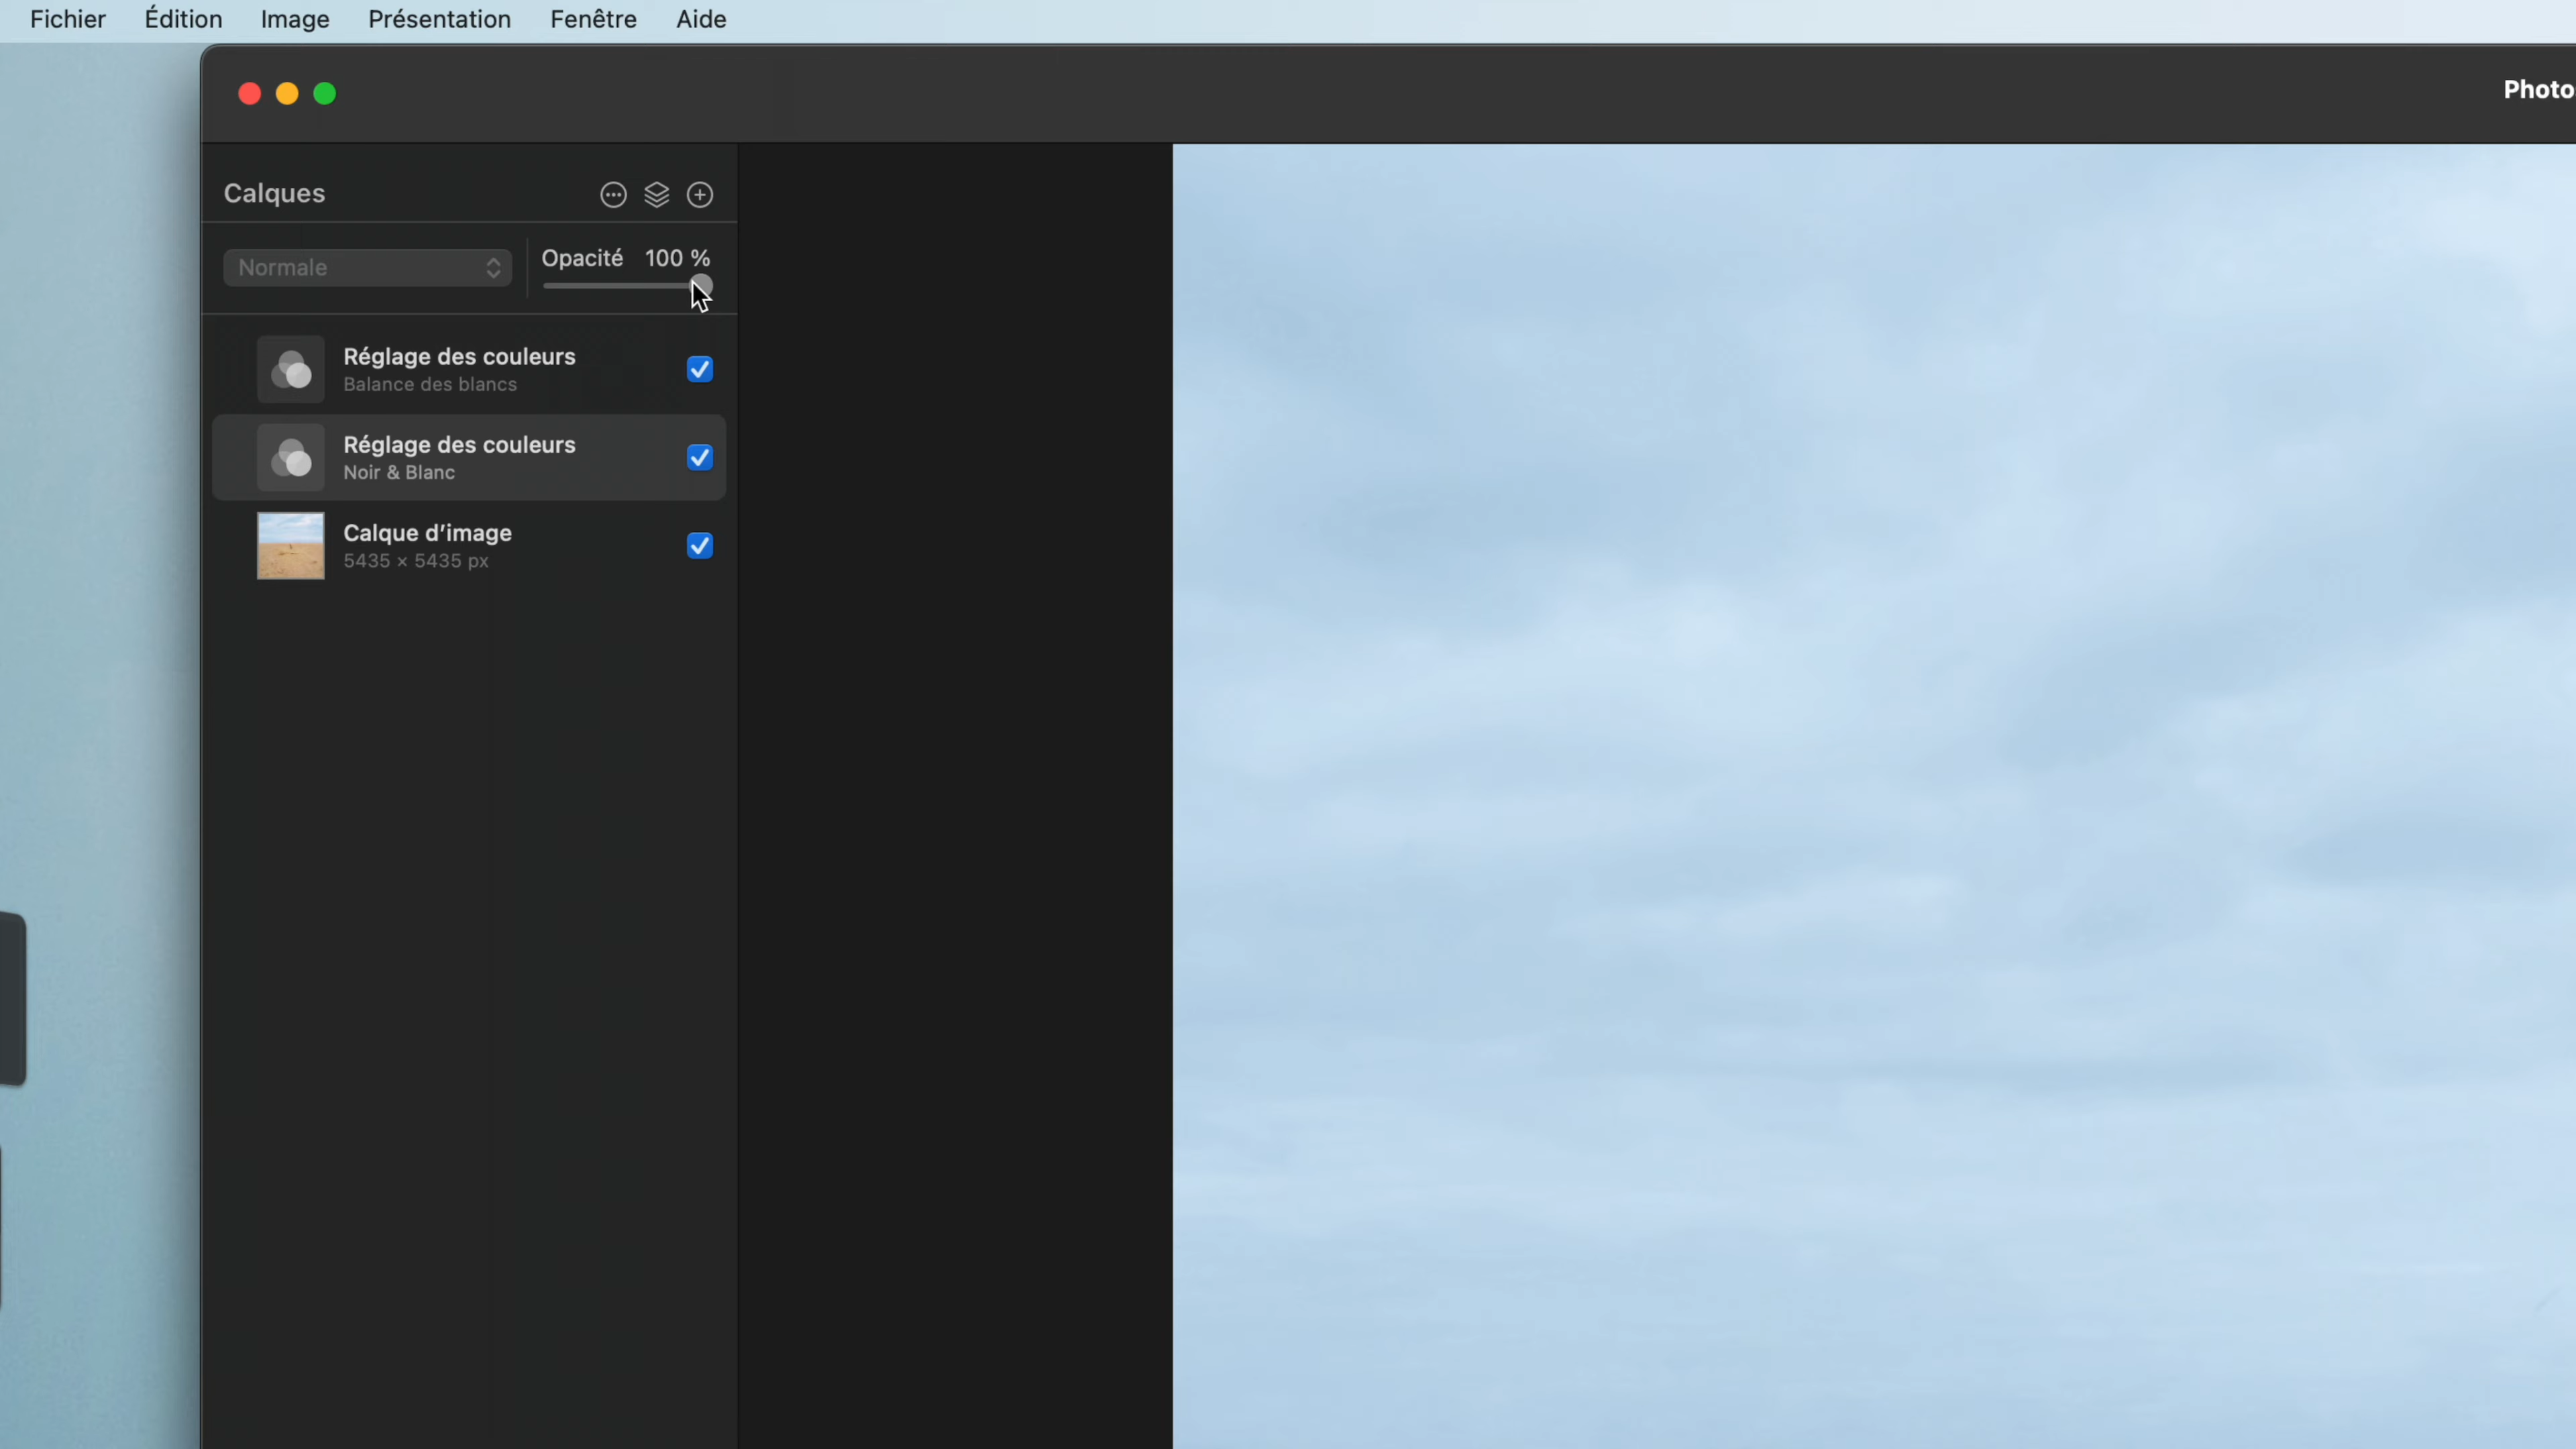 Fichier Édition Image Présentation Fenêtre Aide
Photo
Calques
Normale
Opacité 100 %
Réglage des couleurs
Balance des blancs
Réglage des couleurs
Noir & Blanc
Calque d’image
5435 × 5435 px